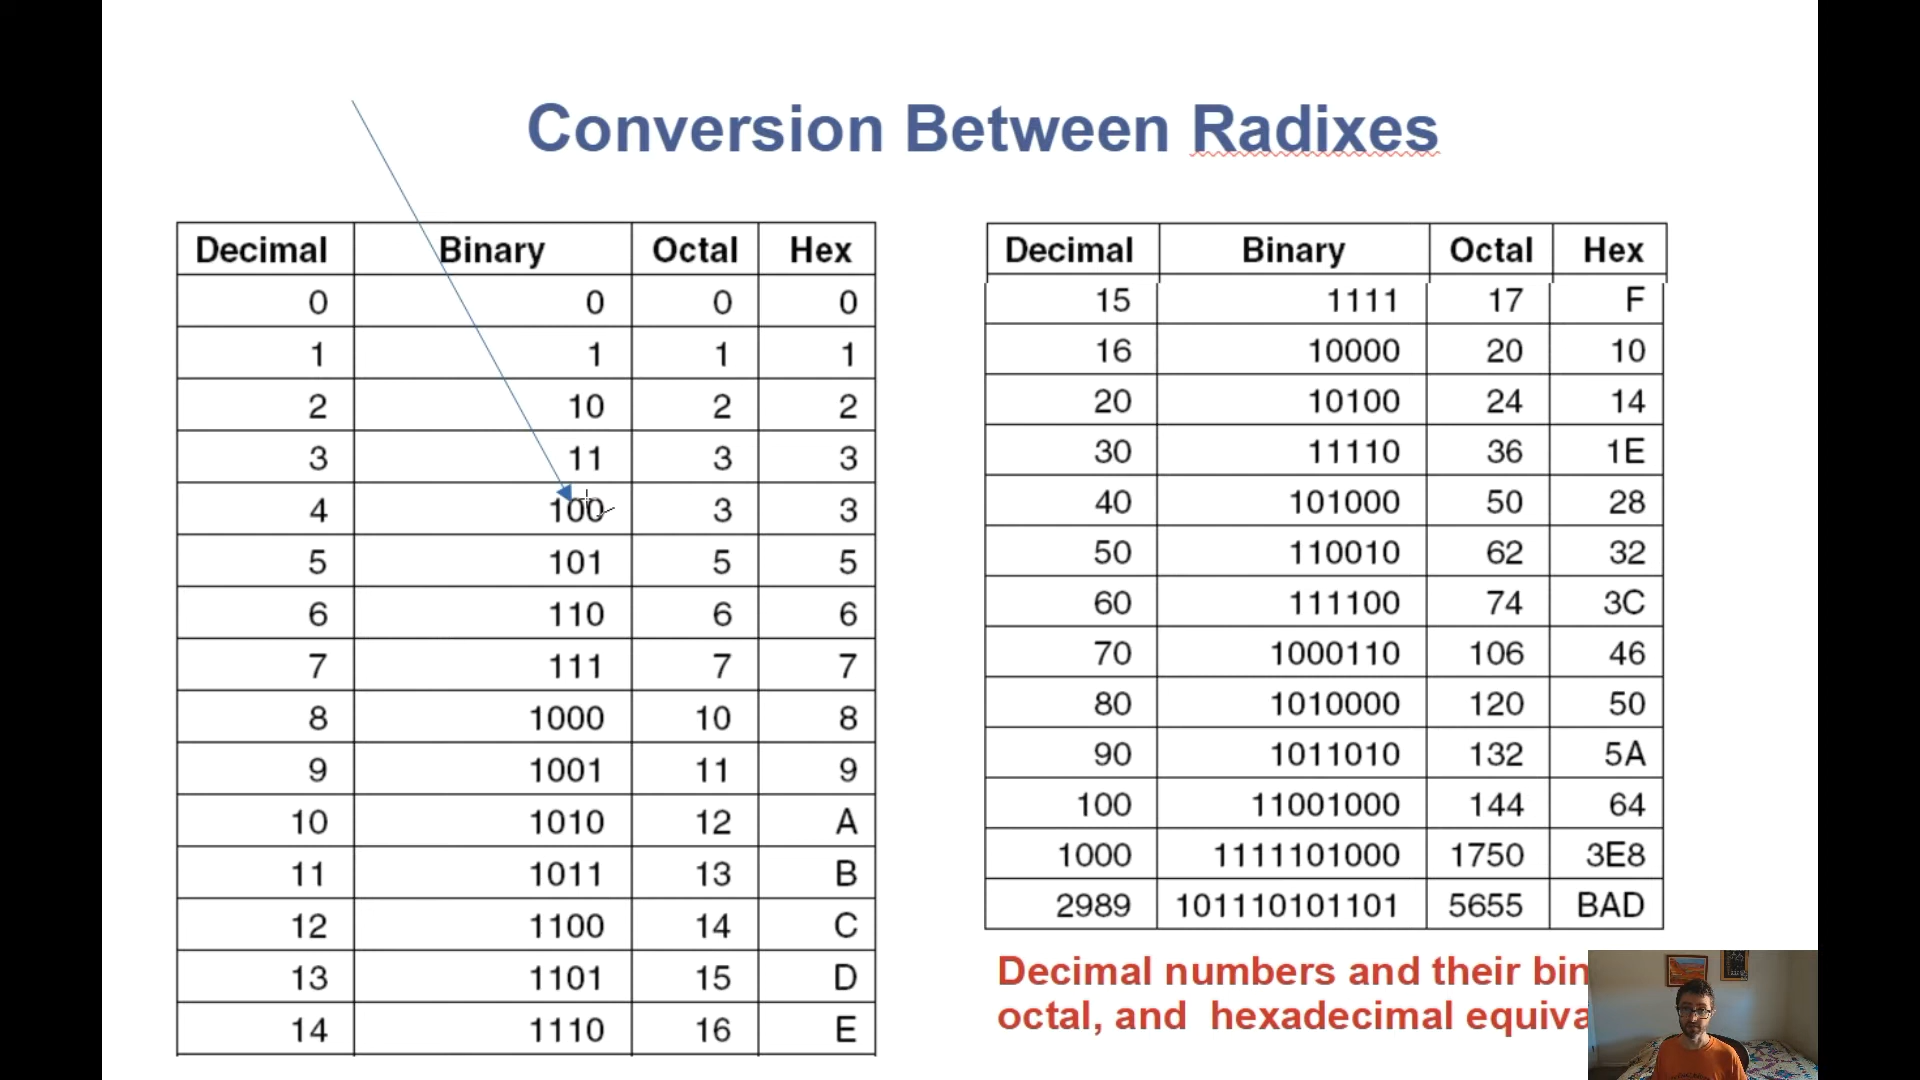 Conversion Between Radixes
Decimal Binary Octal Hex
0 0 0 0
1 1 1 1
2 10 2 2
3 11 3 3
4 100 3 3
5 101 5 5
6 110 6 6
7 111 7 7
8 1000 10 8
9 1001 11 9
10 1010 12 A
11 1011 13 B
12 1100 14 C
13 1101 15 D
14 1110 16 E
Decimal Binary Octal Hex
15 1111 17 F
16 10000 20 10
20 10100 24 14
30 11110 36 1E
40 101000 50 28
50 110010 62 32
60 111100 74 3C
70 1000110 106 46
80 1010000 120 50
90 1011010 132 5A
100 11001000 144 64
1000 1111101000 1750 3E8
2989 101110101101 5655 BAD
Decimal numbers and their bin
octal, and hexadecimal equiva